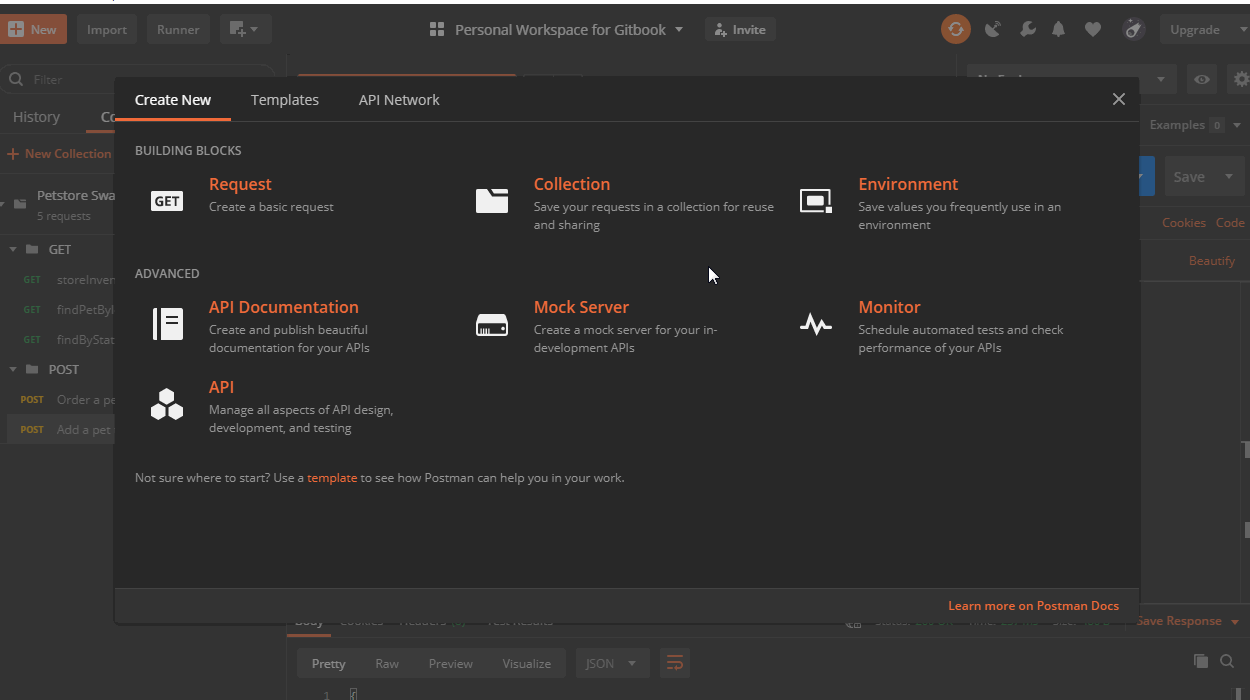 New Import Runner Personal Workspace for Gitbook Invite Upgrade
Filter
History
Create New Templates API Network
Examples 0
New Collection
BUILDING BLOCKS
Save
Petstore Swa
5 requests
GET Request
Create a basic request
Collection
Save your requests in a collection for reuse
and sharing
Environment
Save values you frequently use in an
environment
Cookies Code
Beautify
GET
GET storeInven
GET findPetByI
GET findByStat
POST
POST Order a pe
POST Add a pet
ADVANCED
API Documentation
Create and publish beautiful
documentation for your APIs
Mock Server
Create a mock server for your in-
development APIs
Monitor
Schedule automated tests and check
performance of your APIs
API
Manage all aspects of API design,
development, and testing
Not sure where to start? Use a template to see how Postman can help you in your work.
Learn more on Postman Docs
Save Response
Pretty Raw Preview Visualize JSON
1 {